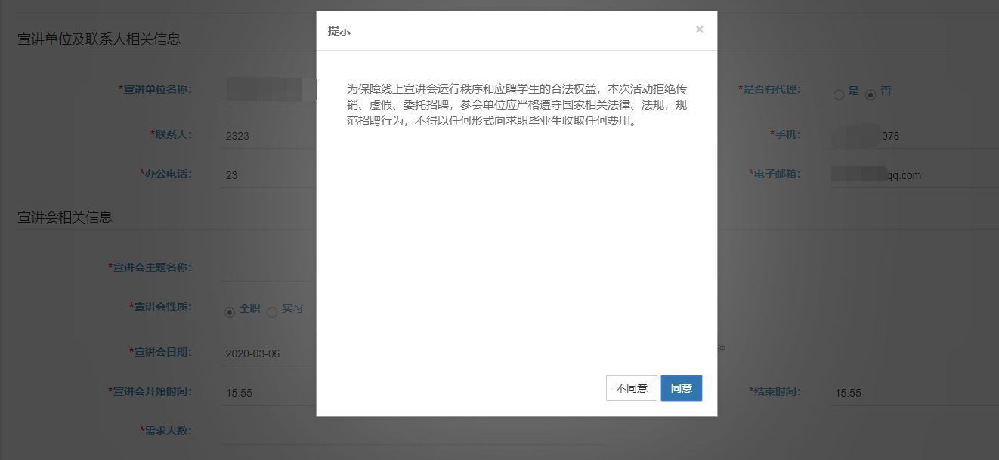 提示
×
宣讲单位及联系人相关信息
为保障线上宣讲会运行秩序和应聘学生的合法权益，本次活动拒绝传
销、虚假、委托招聘，参会单位应严格遵守国家相关法律、法规，规
范招聘行为，不得以任何形式向求职毕业生收取任何费用。
*宣讲单位名称：
*是否有代理： 是 否
*联系人： 2323
*手机： 078
*办公电话： 23
*电子邮箱： qq.com
宣讲会相关信息
*宣讲会主题名称：
*宣讲会性质： 全职 实习
*宣讲会日期： 2020-03-06
钟
*宣讲会开始时间： 15:55
*结束时间： 15:55
不同意 同意
*需求人数：